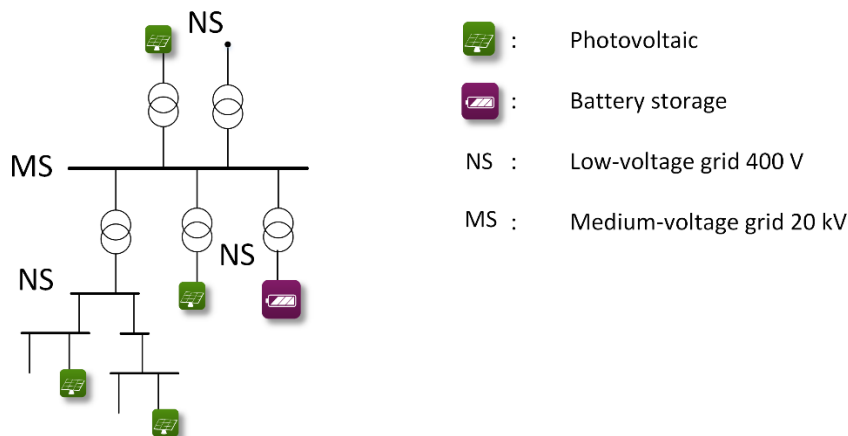 NS
MS
NS
NS
: Photovoltaic
: Battery storage
NS : Low-voltage grid 400 V
MS : Medium-voltage grid 20 kV